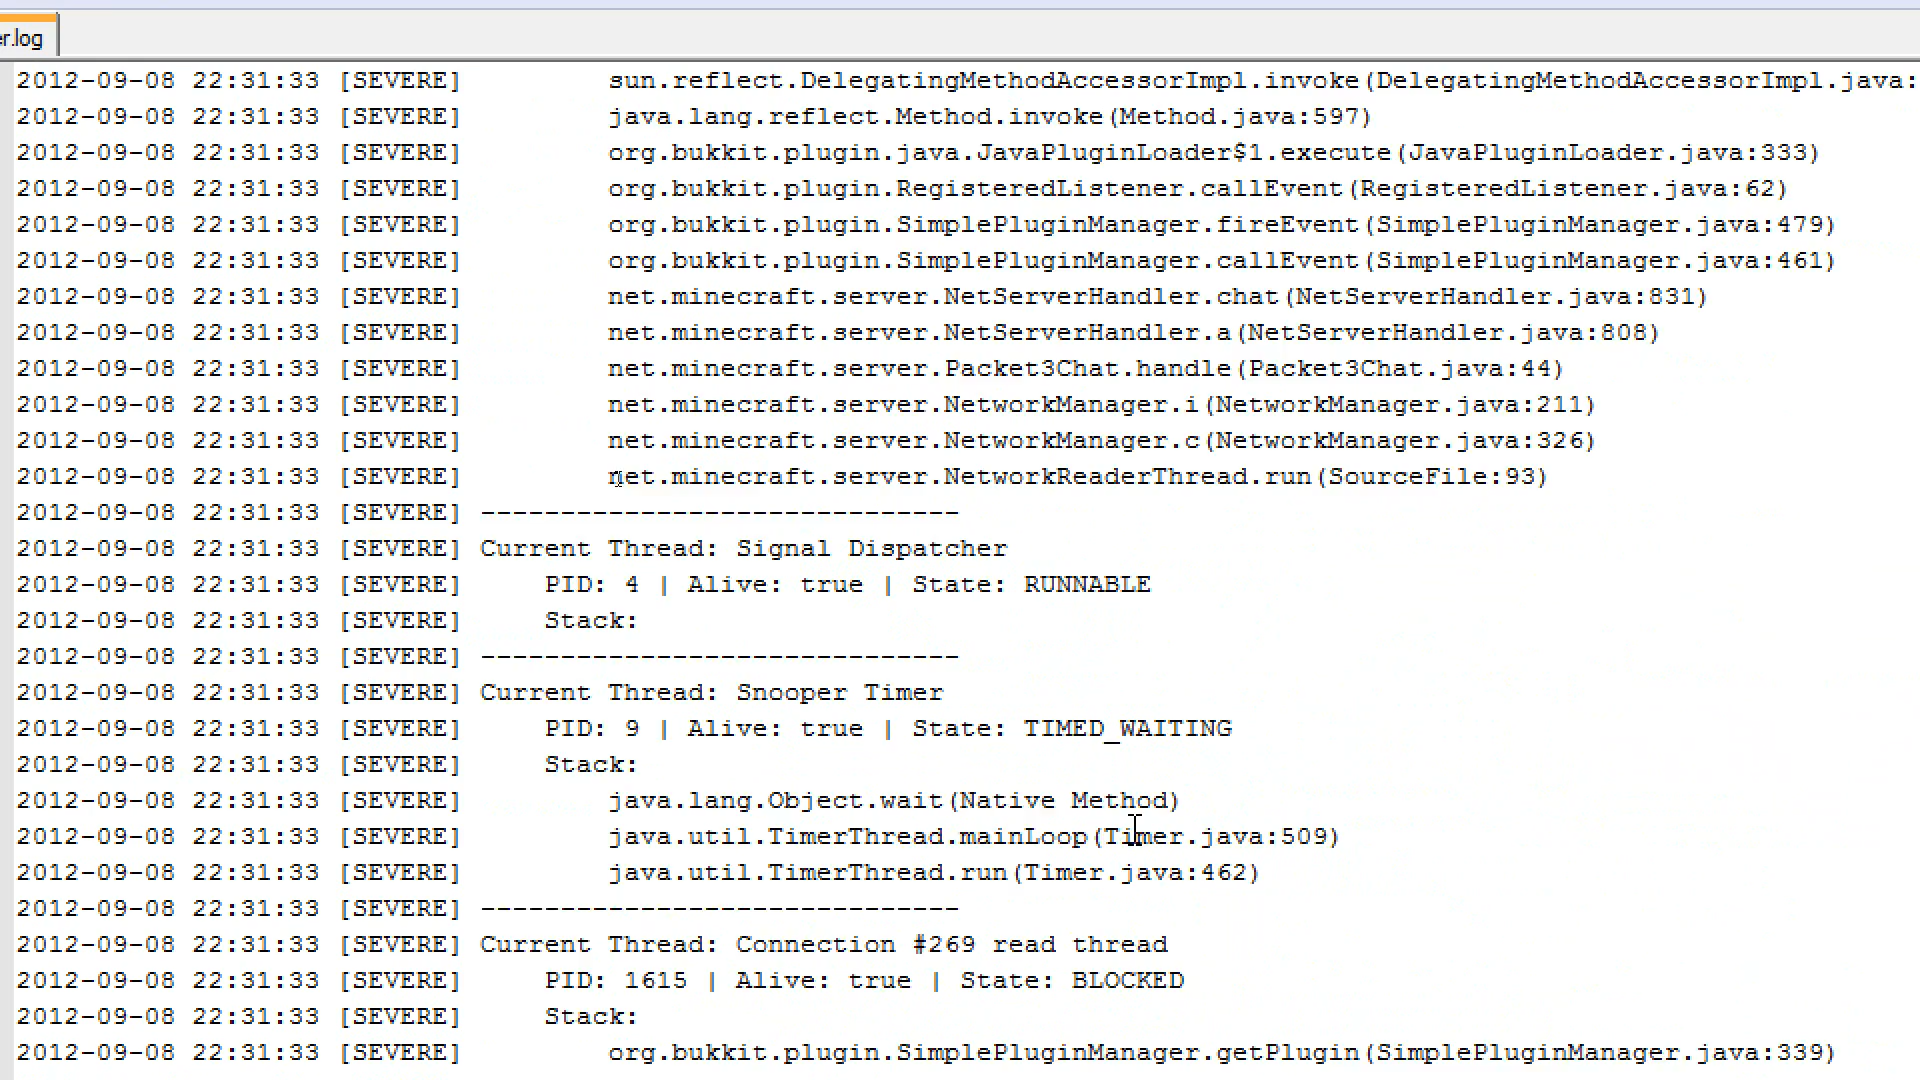 er.log
2012-09-08 22:31:33 [SEVERE]         sun.reflect.DelegatingMethodAccessorImpl.invoke(DelegatingMethodAccessorImpl.java:
2012-09-08 22:31:33 [SEVERE]         java.lang.reflect.Method.invoke(Method.java:597)
2012-09-08 22:31:33 [SEVERE]         org.bukkit.plugin.java.JavaPluginLoader$1.execute(JavaPluginLoader.java:333)
2012-09-08 22:31:33 [SEVERE]         org.bukkit.plugin.RegisteredListener.callEvent(RegisteredListener.java:62)
2012-09-08 22:31:33 [SEVERE]         org.bukkit.plugin.SimplePluginManager.fireEvent(SimplePluginManager.java:479)
2012-09-08 22:31:33 [SEVERE]         org.bukkit.plugin.SimplePluginManager.callEvent(SimplePluginManager.java:461)
2012-09-08 22:31:33 [SEVERE]         net.minecraft.server.NetServerHandler.chat(NetServerHandler.java:831)
2012-09-08 22:31:33 [SEVERE]         net.minecraft.server.NetServerHandler.a(NetServerHandler.java:808)
2012-09-08 22:31:33 [SEVERE]         net.minecraft.server.Packet3Chat.handle(Packet3Chat.java:44)
2012-09-08 22:31:33 [SEVERE]         net.minecraft.server.NetworkManager.i(NetworkManager.java:211)
2012-09-08 22:31:33 [SEVERE]         net.minecraft.server.NetworkManager.c(NetworkManager.java:326)
2012-09-08 22:31:33 [SEVERE]         net.minecraft.server.NetworkReaderThread.run(SourceFile:93)
2012-09-08 22:31:33 [SEVERE] ------------------------------
2012-09-08 22:31:33 [SEVERE] Current Thread: Signal Dispatcher
2012-09-08 22:31:33 [SEVERE]     PID: 4 | Alive: true | State: RUNNABLE
2012-09-08 22:31:33 [SEVERE]     Stack:
2012-09-08 22:31:33 [SEVERE] ------------------------------
2012-09-08 22:31:33 [SEVERE] Current Thread: Snooper Timer
2012-09-08 22:31:33 [SEVERE]     PID: 9 | Alive: true | State: TIMED_WAITING
2012-09-08 22:31:33 [SEVERE]     Stack:
2012-09-08 22:31:33 [SEVERE]         java.lang.Object.wait(Native Method)
2012-09-08 22:31:33 [SEVERE]         java.util.TimerThread.mainLoop(Timer.java:509)
2012-09-08 22:31:33 [SEVERE]         java.util.TimerThread.run(Timer.java:462)
2012-09-08 22:31:33 [SEVERE] ------------------------------
2012-09-08 22:31:33 [SEVERE] Current Thread: Connection #269 read thread
2012-09-08 22:31:33 [SEVERE]     PID: 1615 | Alive: true | State: BLOCKED
2012-09-08 22:31:33 [SEVERE]     Stack:
2012-09-08 22:31:33 [SEVERE]         org.bukkit.plugin.SimplePluginManager.getPlugin(SimplePluginManager.java:339)